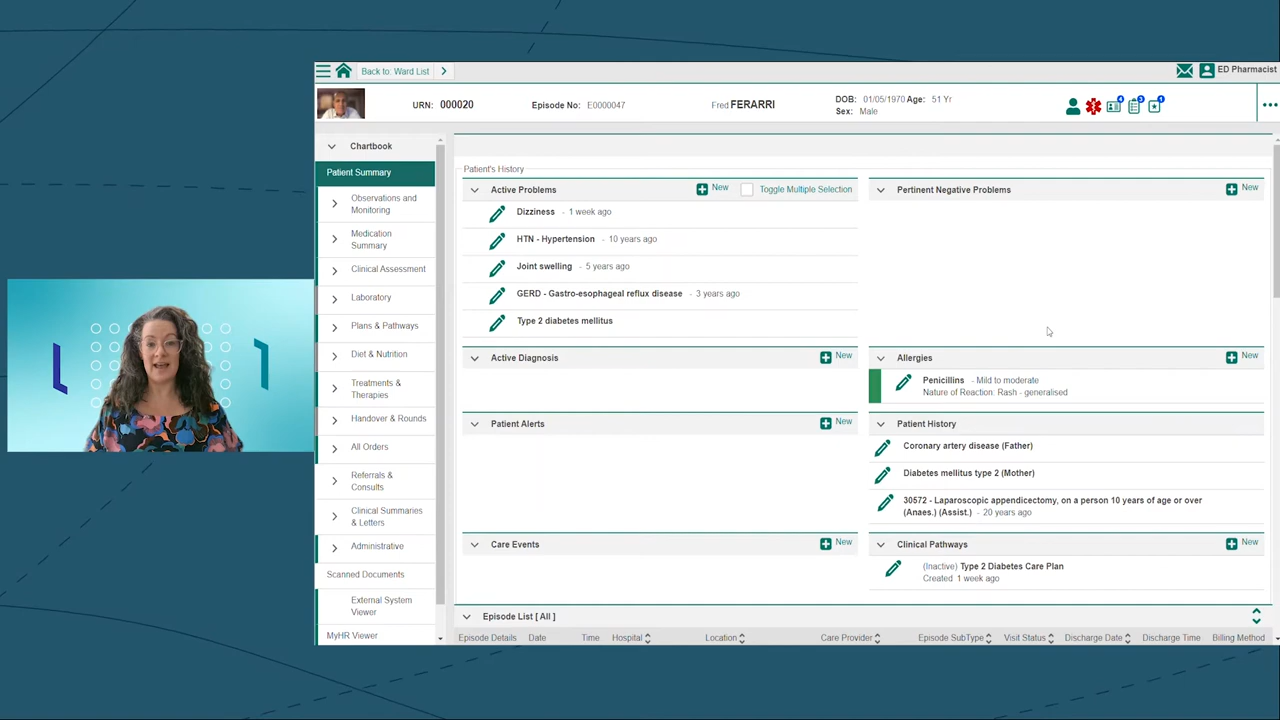 Back to: Ward List
ED Pharmacist
URN: 000020
Episode No: E0000047
Fred FERARRI
DOB: 01/05/1970 Age: 51 Yr
Sex: Male
4
3
1
Chartbook
Patient Summary
Observations and
Monitoring
Medication
Summary
Clinical Assessment
Laboratory
Plans & Pathways
Diet & Nutrition
Treatments &
Therapies
Handover & Rounds
All Orders
Referrals &
Consults
Clinical Summaries
& Letters
Administrative
Scanned Documents
External System
Viewer
MyHR Viewer
Patient's History
Active Problems
New
Toggle Multiple Selection
Dizziness - 1 week ago
HTN - Hypertension - 10 years ago
Joint swelling - 5 years ago
GERD - Gastro-esophageal reflux disease - 3 years ago
Type 2 diabetes mellitus
Pertinent Negative Problems
New
Active Diagnosis
New
Allergies
New
Penicillins - Mild to moderate
Nature of Reaction: Rash - generalised
Patient Alerts
New
Patient History
Coronary artery disease (Father)
Diabetes mellitus type 2 (Mother)
30572 - Laparoscopic appendicectomy, on a person 10 years of age or over
(Anaes.) (Assist.) - 20 years ago
Care Events
New
Clinical Pathways
New
(Inactive) Type 2 Diabetes Care Plan
Created 1 week ago
Episode List [ All ]
Episode Details Date Time Hospital Location Care Provider Episode SubType Visit Status Discharge Date Discharge Time Billing Method